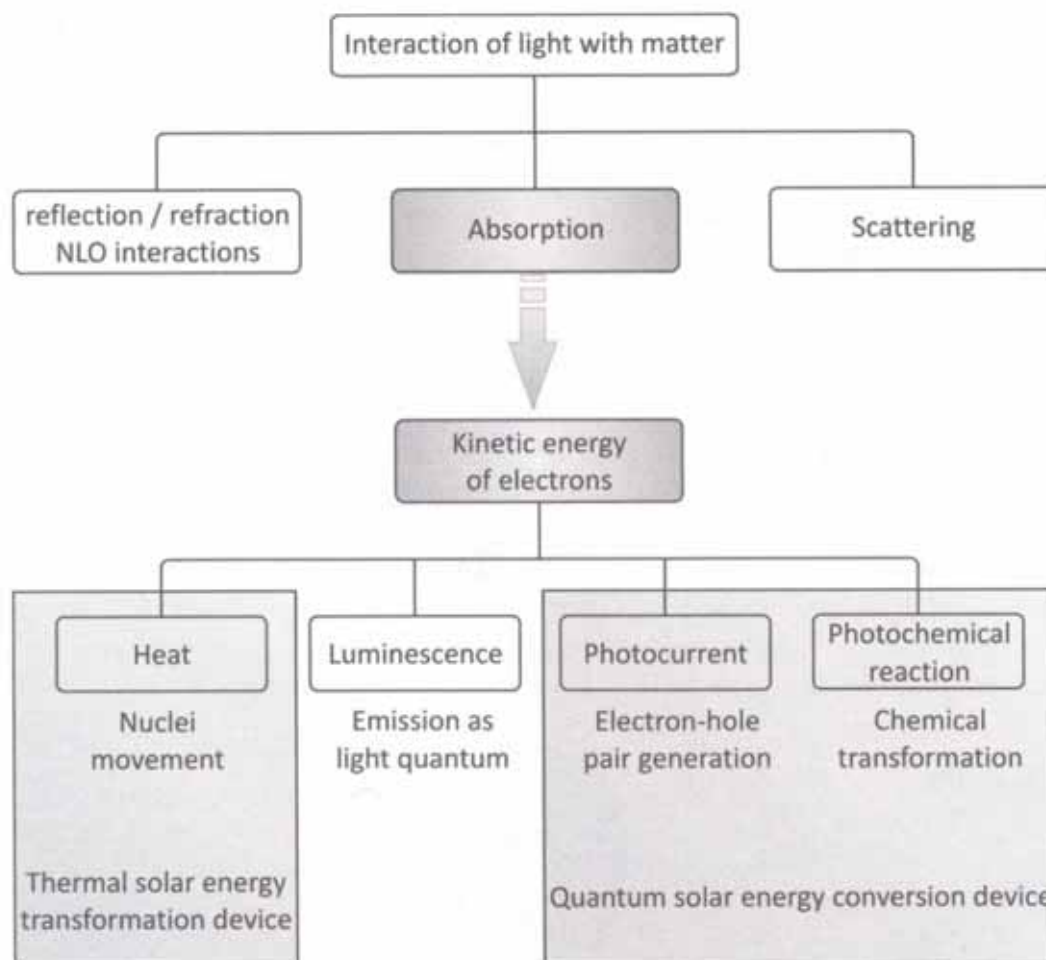 Interaction of light with matter
reflection / refraction
NLO interactions
Absorption
Scattering
Kinetic energy
of electrons
Heat
Luminescence
Photocurrent
Photochemical
reaction
Nuclei
movement
Emission as
light quantum
Electron-hole
pair generation
Chemical
transformation
Thermal solar energy
transformation device
Quantum solar energy conversion device